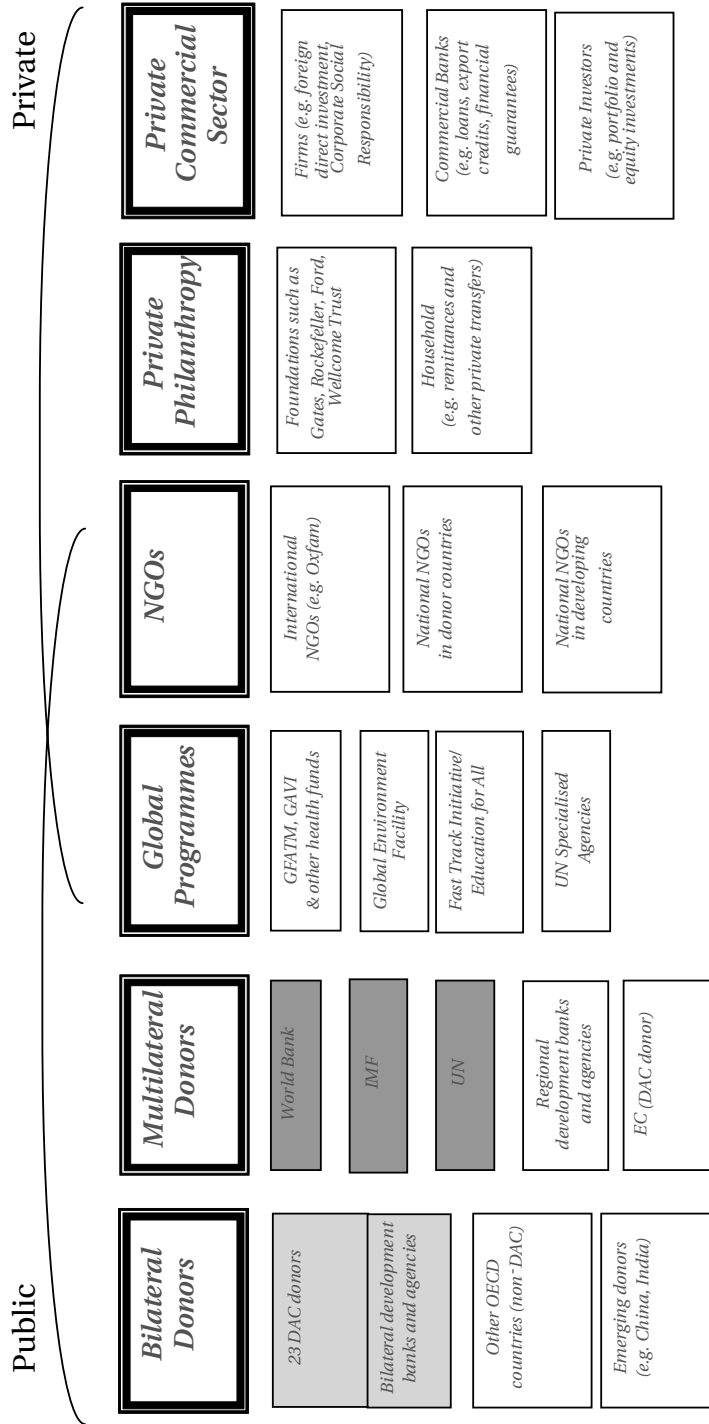 Public
Private
Bilateral
Donors
23 DAC donors
Bilateral development
banks and agencies
Other OECD
countries (non-DAC)
Emerging donors
(e.g. China, India)
Multilateral
Donors
World Bank
IMF
UN
Regional
development banks
and agencies
EC (DAC donor)
Global
Programmes
GFATM, GAVI
& other health funds
Global Environment
Facility
Fast Track Initiative/
Education for All
UN Specialised
Agencies
NGOs
International
NGOs (e.g. Oxfam)
National NGOs
in donor countries
National NGOs
in developing
countries
Private
Philanthropy
Foundations such as
Gates, Rockefeller, Ford,
Wellcome Trust
Household
(e.g. remittances and
other private transfers)
Private
Commercial
Sector
Firms (e.g. foreign
direct investment,
Corporate Social
Responsibility)
Commercial Banks
(e.g. loans, export
credits, financial
guarantees)
Private Investors
(e.g. portfolio and
equity investments)